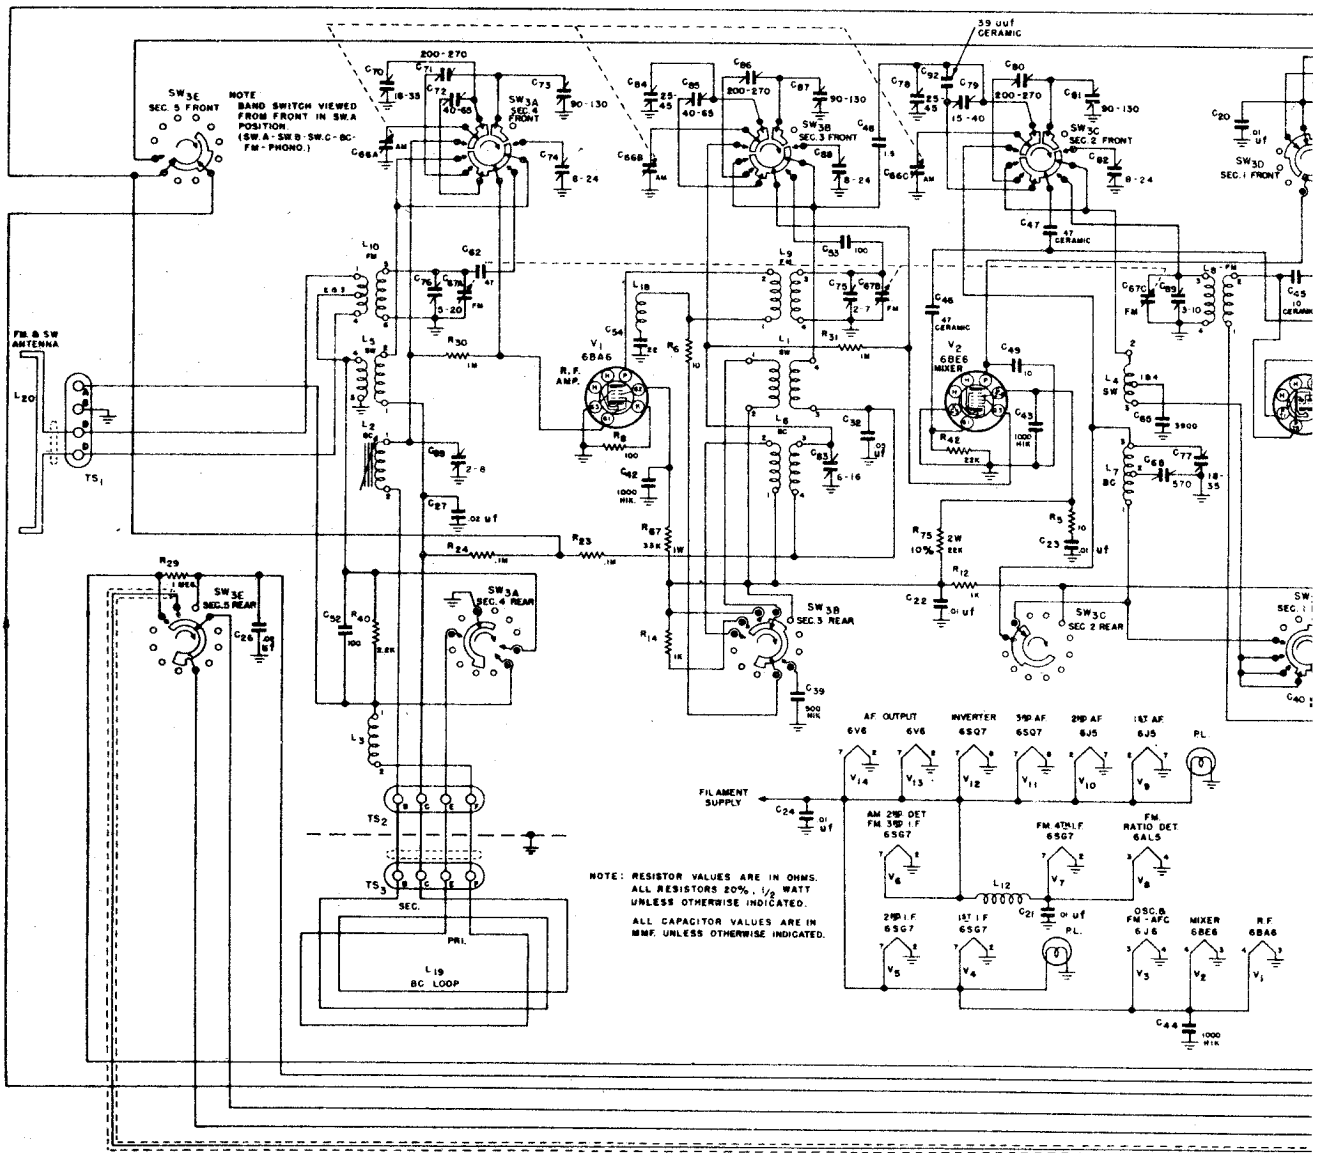 39 uuf
CERAMIC
SW3E
SEC. 5 FRONT
NOTE
BAND SWITCH VIEWED
FROM FRONT IN SW.A
POSITION.
(SW.A - SW.B - SW.C - BC-
FM - PHONO.)
C70
16-35
200-270
C71
C72
40-65
SW3A
SEC. 4
FRONT
C73
90-130
C66A
AM
C74
8-24
C84
25-45
C85
40-65
C86
200-270
C87
90-130
SW3B
SEC. 3 FRONT
C66B
AM
C88
8-24
C48
1.5
C78
25-45
C92
C79
15-40
C80
200-270
C81
90-130
SW3C
SEC. 2 FRONT
C66C
AM
C82
8-24
C47
47
CERAMIC
C20
.01
uf
SW3D
SEC. 1 FRONT
L10
FM
C62
47
C76
5-20
C67A
FM
L5
SW
R30
1M
L2
BC
C69
2-8
C27
.02 uf
R24
.1M
R23
.1M
FM & SW
ANTENNA
L20
A
B
D
TS1
L18
C54
22
R6
10
V1
6BA6
R.F.
AMP.
R8
100
C42
1000
HIK.
R67
33K
1W
L9
FM
C53
100
C75
2-7
C67B
FM
R31
1M
L1
SW
L6
BC
C83
6-16
C32
.05
uf
C46
47
CERAMIC
V2
6BE6
MIXER
C49
10
C43
1000
HIK
R42
22K
R75
10%
2W
22K
R5
10
C23
.01 uf
R12
1K
C22
.01 uf
C67C
FM
C89
3-10
L8
FM
C45
10
CERAMIC
L4
SW
C65
3900
L7
BC
C68
570
C77
18-35
R29
1 MEG.
SW3E
SEC. 5 REAR
C26
C52
100
R40
2.2K
SW3A
SEC. 4 REAR
L3
R14
1K
SW3B
SEC. 3 REAR
C39
500
HIK
SW3C
SEC 2 REAR
C40
TS2
B C E F
TS3
B C E F
SEC.
PRI.
L19
BC LOOP
A.F. OUTPUT
6V6
6V6
INVERTER
6SQ7
3RD AF
6SQ7
2ND AF
6J5
1ST AF
6J5
P.L.
V14
V13
V12
V11
V10
V9
FILAMENT
SUPPLY
C24
.01
uf
AM 2ND DET
FM 3RD I.F
6SG7
V6
FM 4TH I.F
6SG7
V7
FM.
RATIO DET.
6AL5
V8
L12
C21
.01 uf
2ND I.F
6SG7
V5
1ST I.F
6SG7
V4
P.L.
OSC. &
FM-AFC
6J6
V3
MIXER
6BE6
V2
R.F.
6BA6
V1
C44
1000
HIK
NOTE: RESISTOR VALUES ARE IN OHMS.
ALL RESISTORS 20%, 1/2 WATT
UNLESS OTHERWISE INDICATED.
ALL CAPACITOR VALUES ARE IN
MMF. UNLESS OTHERWISE INDICATED.